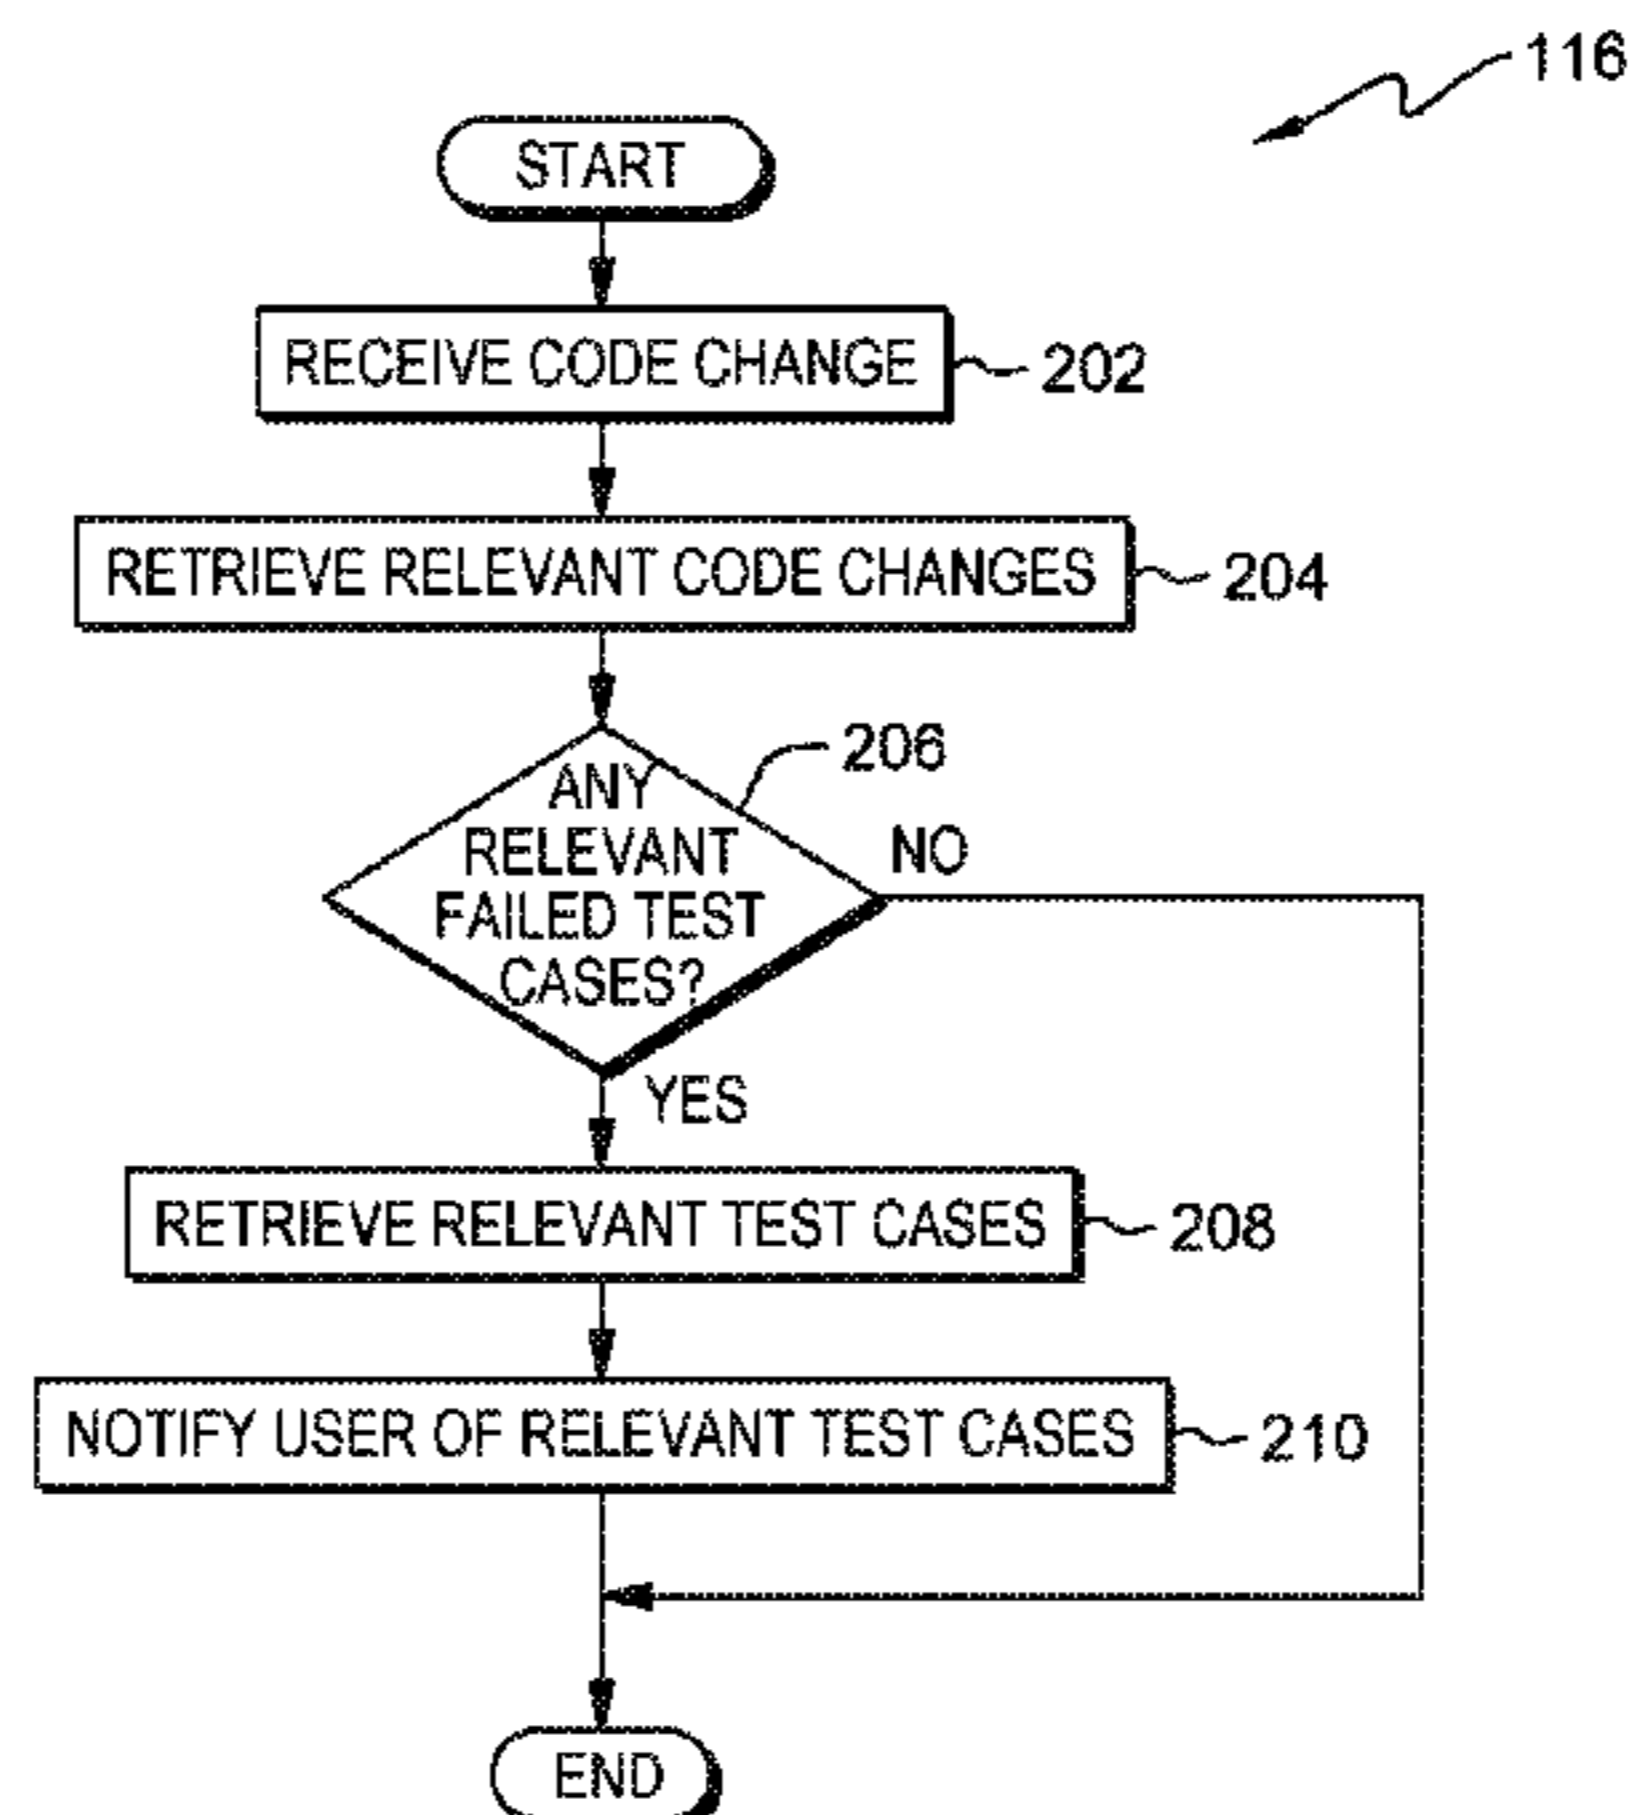 116
START
RECEIVE CODE CHANGE
202
RETRIEVE RELEVANT CODE CHANGES
204
206
ANY
RELEVANT
FAILED TEST
CASES?
NO
YES
RETRIEVE RELEVANT TEST CASES
208
NOTIFY USER OF RELEVANT TEST CASES
210
END